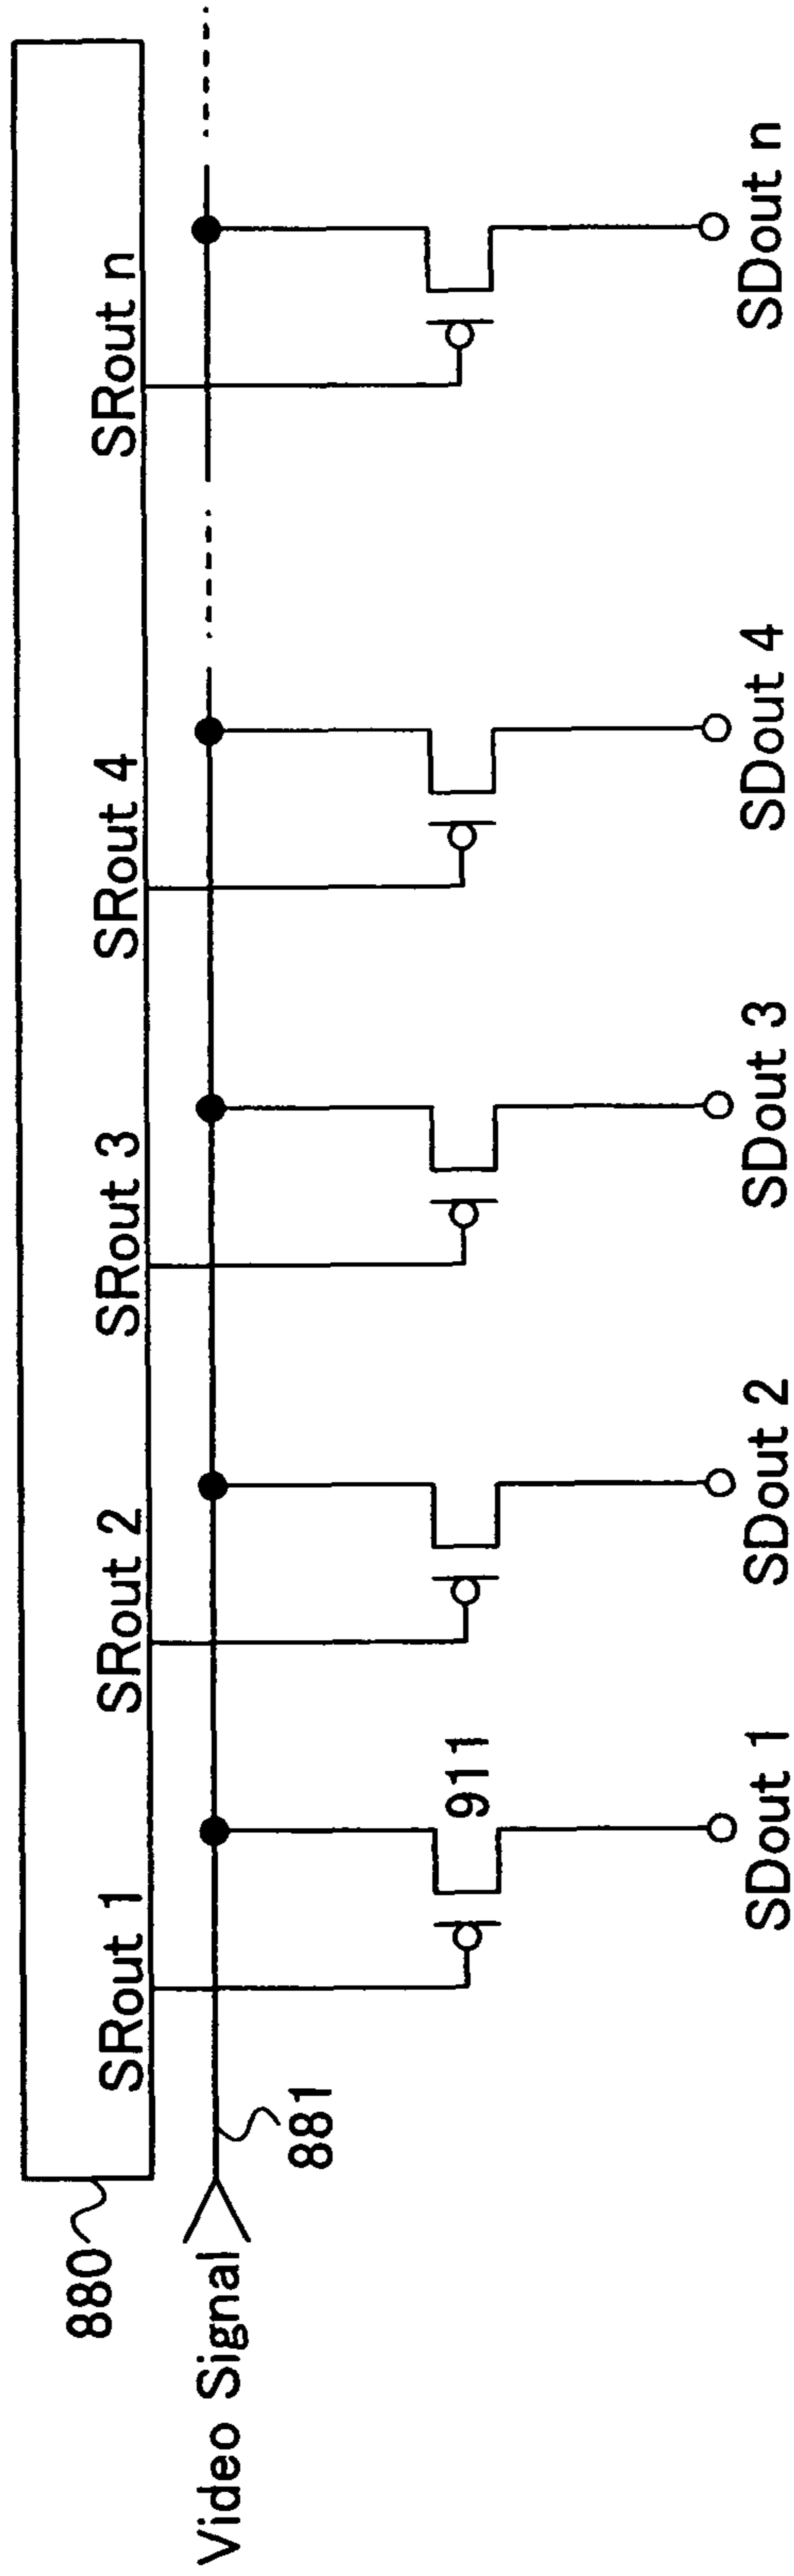 880
SRout 1
SRout 2
SRout 3
SRout 4
SRout n
Video Signal
881
911
SDout 1
SDout 2
SDout 3
SDout 4
SDout n